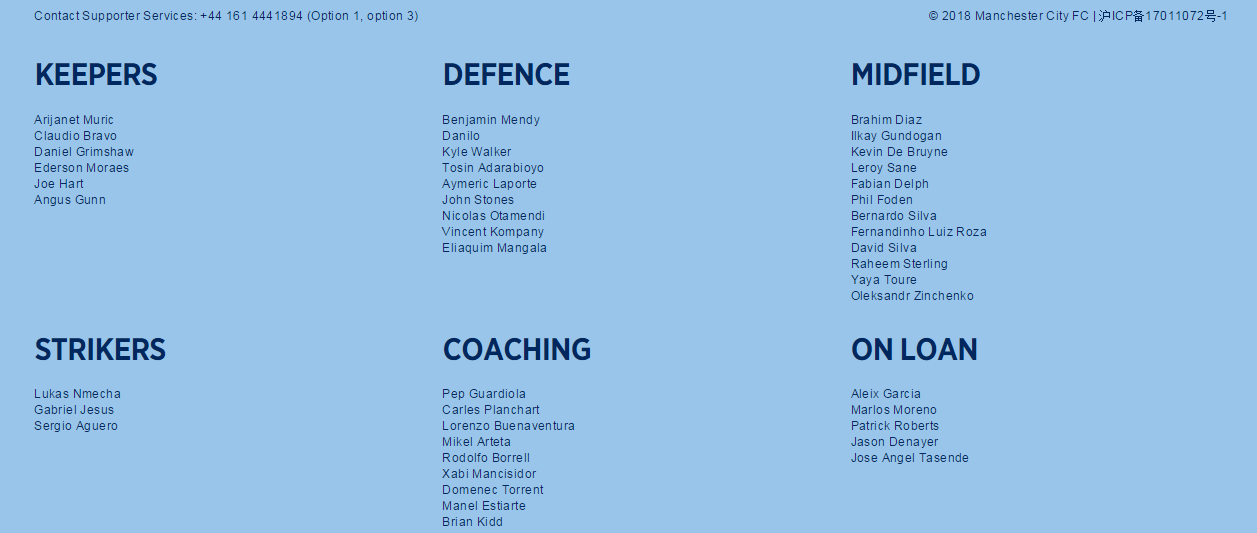 Contact Supporter Services: +44 161 4441894 (Option 1, option 3)
© 2018 Manchester City FC | 沪ICP备17011072号-1
KEEPERS
Arijanet Muric
Claudio Bravo
Daniel Grimshaw
Ederson Moraes
Joe Hart
Angus Gunn
DEFENCE
Benjamin Mendy
Danilo
Kyle Walker
Tosin Adarabioyo
Aymeric Laporte
John Stones
Nicolas Otamendi
Vincent Kompany
Eliaquim Mangala
MIDFIELD
Brahim Diaz
Ilkay Gundogan
Kevin De Bruyne
Leroy Sane
Fabian Delph
Phil Foden
Bernardo Silva
Fernandinho Luiz Roza
David Silva
Raheem Sterling
Yaya Toure
Oleksandr Zinchenko
STRIKERS
Lukas Nmecha
Gabriel Jesus
Sergio Aguero
COACHING
Pep Guardiola
Carles Planchart
Lorenzo Buenaventura
Mikel Arteta
Rodolfo Borrell
Xabi Mancisidor
Domenec Torrent
Manel Estiarte
Brian Kidd
ON LOAN
Aleix Garcia
Marlos Moreno
Patrick Roberts
Jason Denayer
Jose Angel Tasende